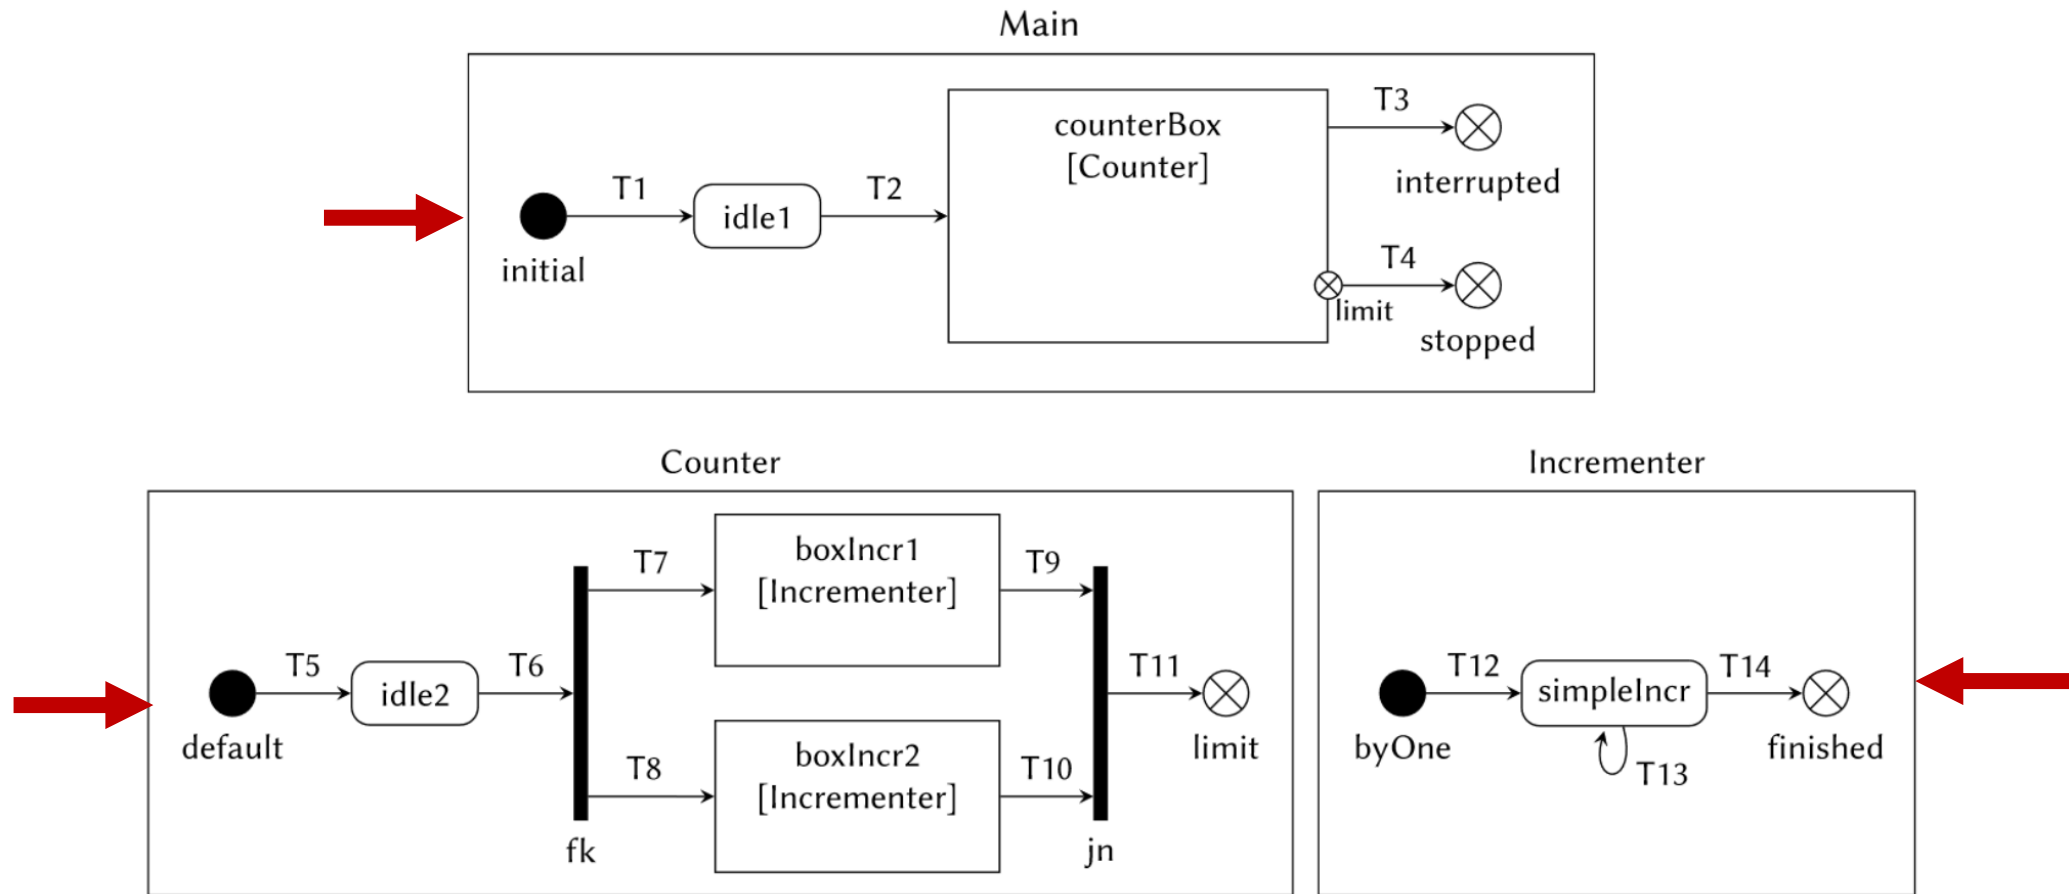 Main
T1
idle1
T2
initial
counterBox
[Counter]
T3
interrupted
T4
limit
stopped
Counter
T5
idle2
T6
default
T7
boxIncr1
[Incrementer]
T9
T8
boxIncr2
[Incrementer]
T10
fk
jn
T11
limit
Incrementer
T12
simpleIncr
T14
byOne
T13
finished